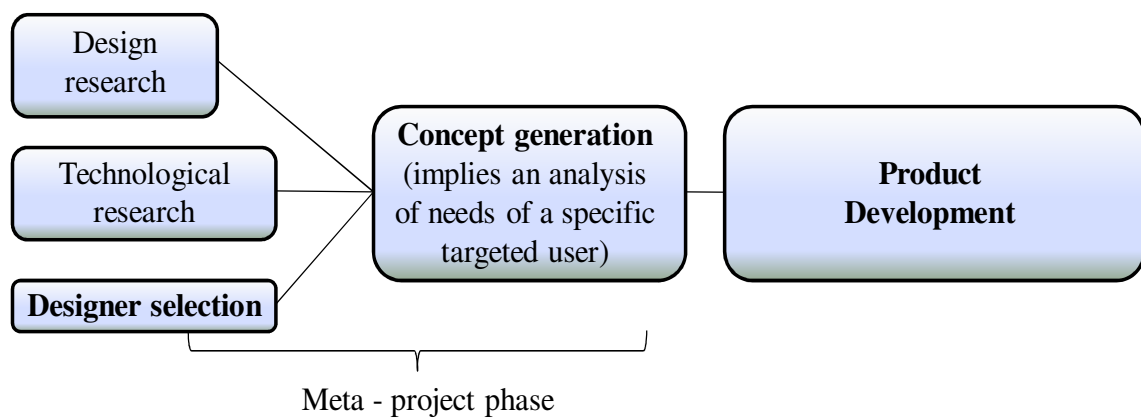 Design
research
Technological
research
Designer selection
Concept generation
(implies an analysis
of needs of a specific
targeted user)
Product
Development
Meta - project phase